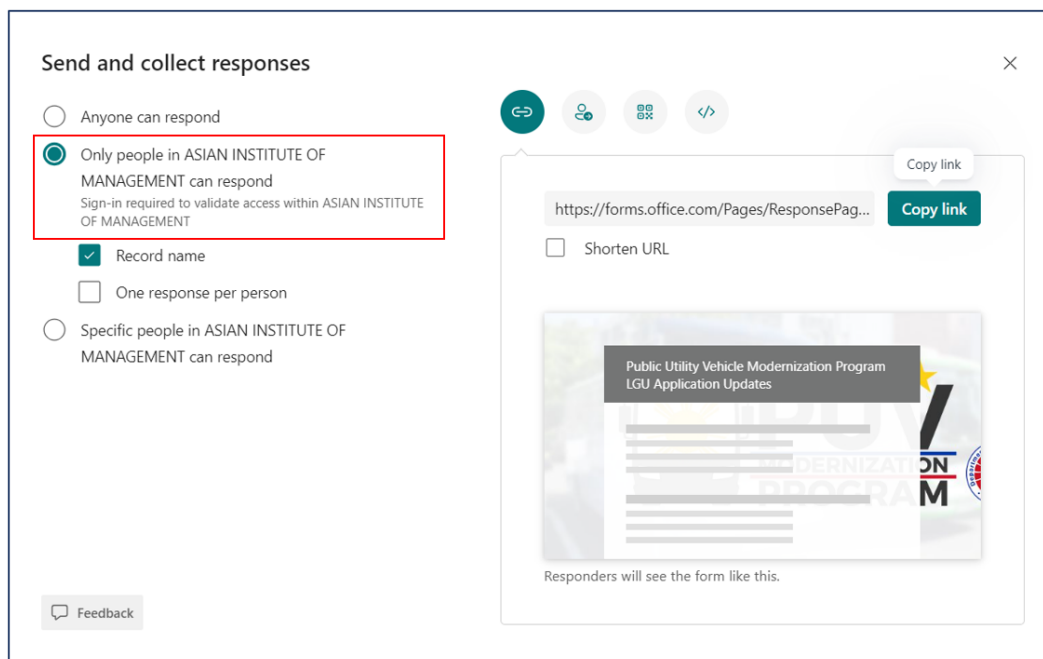 Send and collect responses
Anyone can respond
Only people in ASIAN INSTITUTE OF
MANAGEMENT can respond
Sign-in required to validate access within ASIAN INSTITUTE
OF MANAGEMENT
Record name
One response per person
Specific people in ASIAN INSTITUTE OF
MANAGEMENT can respond
Feedback
Copy link
https://forms.office.com/Pages/ResponsePag...
Copy link
Shorten URL
Public Utility Vehicle Modernization Program
LGU Application Updates
PUV
MODERNIZATION
PROGRAM
Responders will see the form like this.